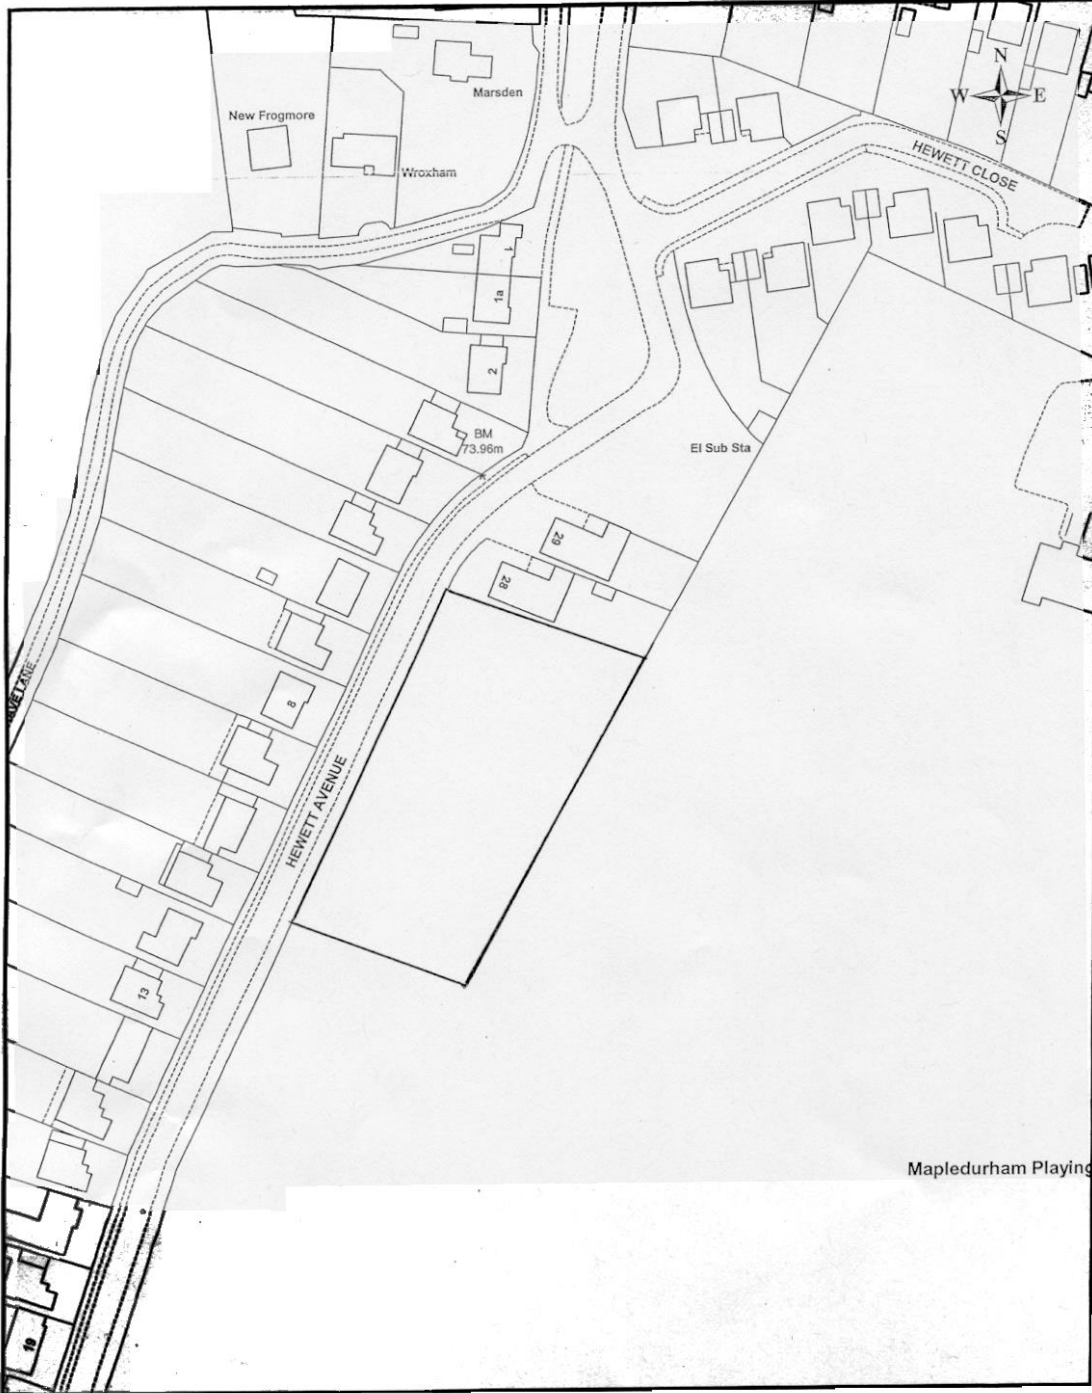 N
W E
S
Marsden
New Frogmore
Wroxham
HEWETT CLOSE
1
1a
2
BM
73.96m
El Sub Sta
29
28
8
HEWETT AVENUE
13
Mapledurham Playing
19